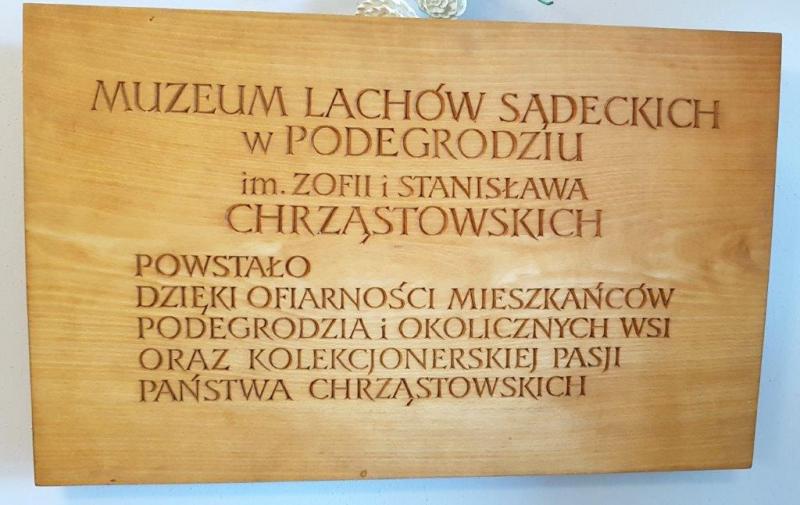 MUZEUM LACHÓW SĄDECKICH
w PODEGRODZIU
im. ZOFII i STANISŁAWA
CHRZĄSTOWSKICH
POWSTAŁO
DZIĘKI OFIARNOŚCI MIESZKAŃCÓW
PODEGRODZIA i OKOLICZNYCH WSI
ORAZ KOLEKCJONERSKIEJ PASJI
PAŃSTWA CHRZĄSTOWSKICH